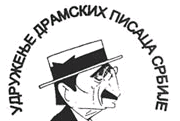 УДРУЖЕЊЕ ДРАМСКИХ ПИСАЦА СРБИЈЕ